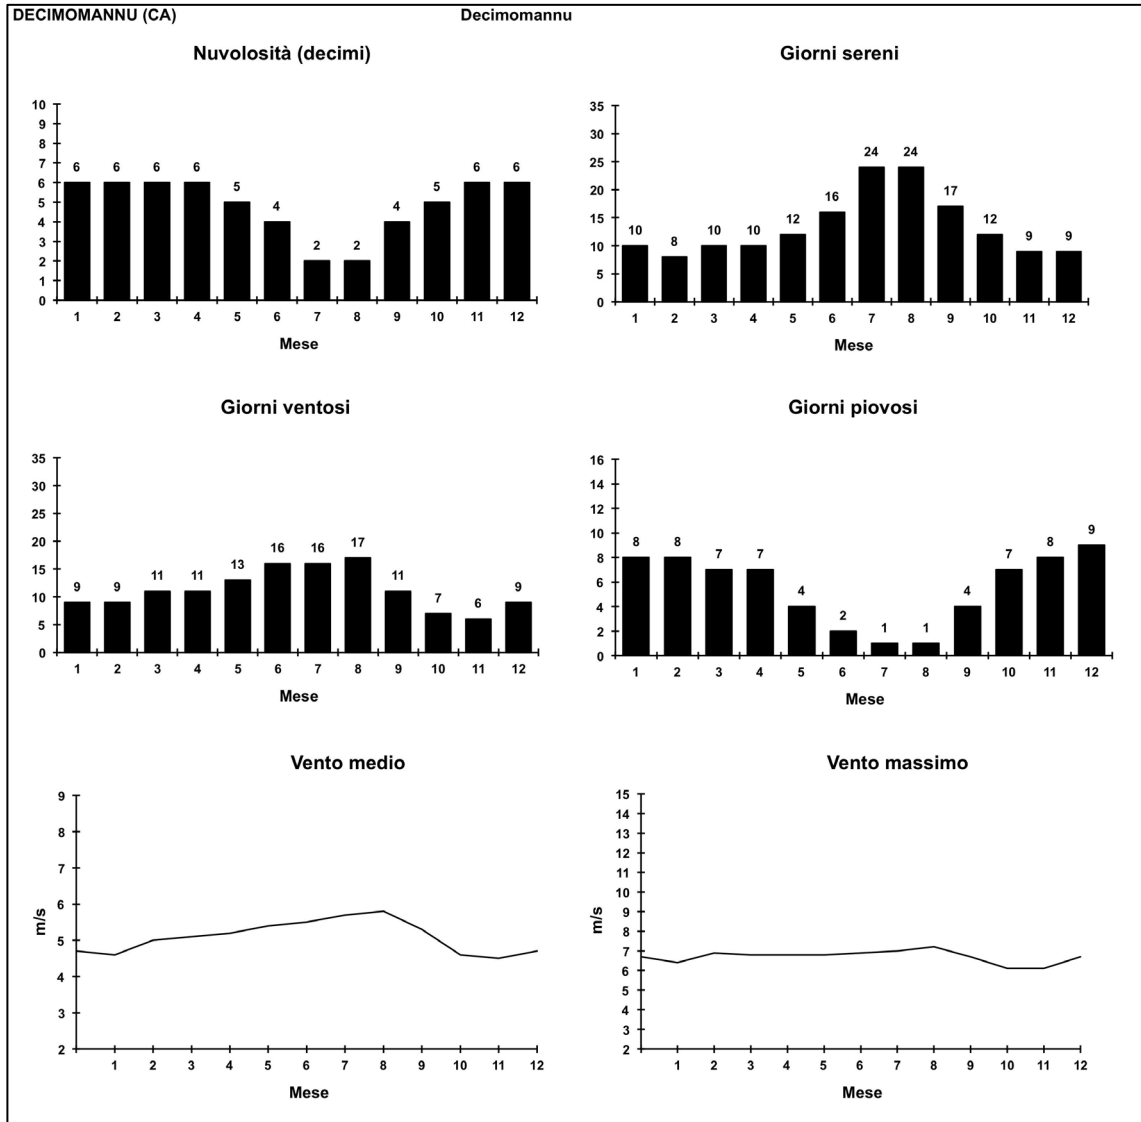 DECIMOMANNU (CA) Decimomannu
Nuvolosità (decimi)
10
9
8
7
6
5
4
3
2
1
0
6 6 6 6 5 4 2 2 4 5 6 6
1 2 3 4 5 6 7 8 9 10 11 12
Mese
Giorni sereni
35
30
25
20
15
10
5
0
10 8 10 10 12 16 24 24 17 12 9 9
1 2 3 4 5 6 7 8 9 10 11 12
Mese
Giorni ventosi
35
30
25
20
15
10
5
0
9 9 11 11 13 16 16 17 11 7 6 9
1 2 3 4 5 6 7 8 9 10 11 12
Mese
Giorni piovosi
16
14
12
10
8
6
4
2
0
8 8 7 7 4 2 1 1 4 7 8 9
1 2 3 4 5 6 7 8 9 10 11 12
Mese
Vento medio
m/s
9
8
7
6
5
4
3
2
1 2 3 4 5 6 7 8 9 10 11 12
Mese
Vento massimo
m/s
15
14
13
12
11
10
9
8
7
6
5
4
3
2
1 2 3 4 5 6 7 8 9 10 11 12
Mese